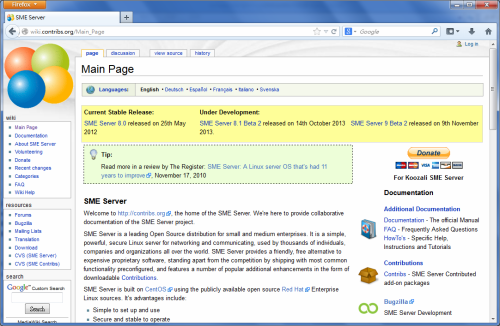 Firefox
SME Server
wiki.contribs.org/Main_Page
Google
Log in
page
discussion
view source
history
Main Page
Languages: English • Deutsch • Español • Français • Italiano • Svenska
Current Stable Release:
SME Server 8.0 released on 26th May
2012
Under Development:
SME Server 8.1 Beta 2 released on 14th October 2013 SME Server 9 Beta 2 released on 9th November
2013.
Tip:
Read more in a review by The Register: SME Server: A Linux server OS that's had 11
years to improve, November 17, 2010
SME Server
Welcome to http://contribs.org, the home of the SME Server. We're here to provide collaborative
documentation of the SME Server project.
SME Server is a leading Open Source distribution for small and medium enterprises. It is a simple,
powerful, secure Linux server for networking and communicating, used by thousands of individuals,
companies and organizations all over the world. SME Server provides a friendly, free alternative to
expensive proprietary software, standing apart from the competition by shipping with most common
functionality preconfigured, and features a number of popular additional enhancements in the form of
downloadable Contributions.
SME Server is built on CentOS using the publicly available open source Red Hat Enterprise
Linux sources. It's advantages include:
Simple to set up and use
Secure and stable to operate
wiki
Main Page
Documentation
About SME Server
Volunteering
Donate
Recent changes
Categories
FAQ
Wiki Help
resources
Forums
Bugzilla
Mailing Lists
Translation
Download
CVS (SME Server)
CVS (SME Contribs)
search
Google Custom Search
Search
MediaWiki Search
Donate
For Koozali SME Server
Documentation
Additional Documentation
Documentation - The official Manual
FAQ - Frequently Asked Questions
HowTo's - Specific Help,
Instructions and Tutorials
Contributions
Contribs - SME Server Contributed
add-on packages
Bugzilla
SME Server Development